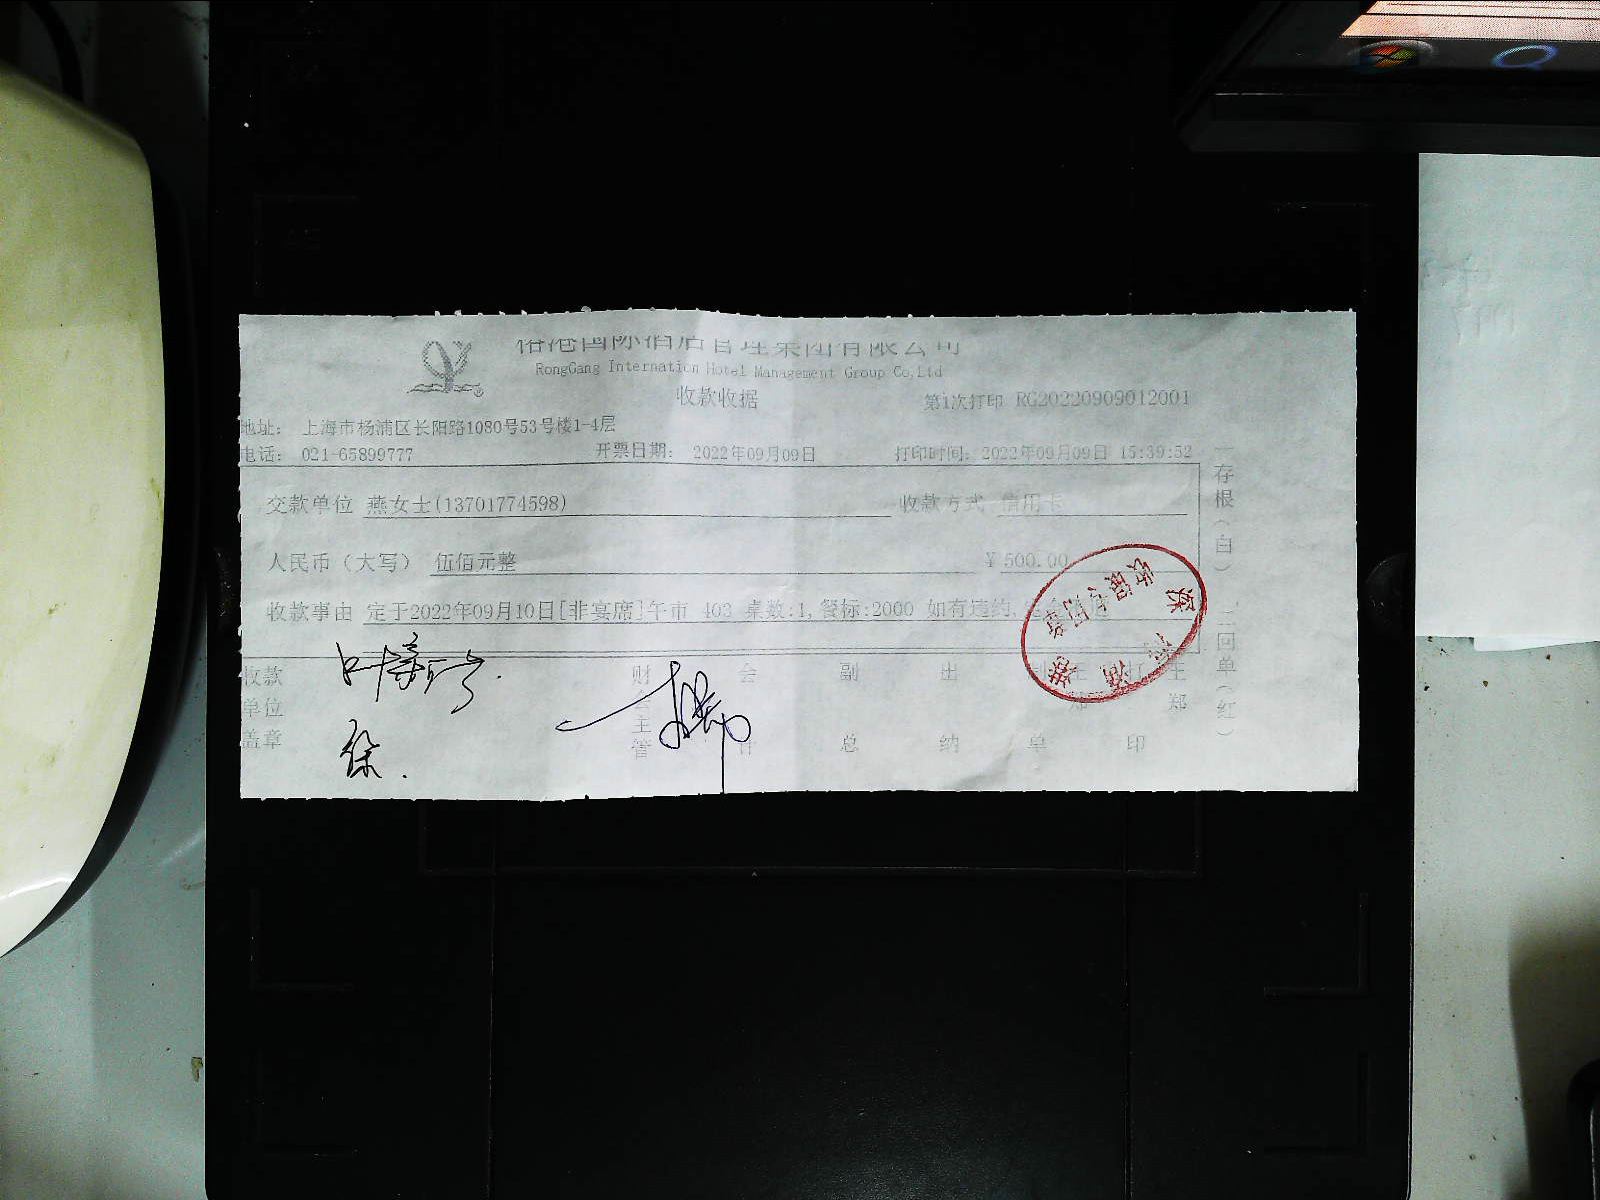 榕港国际酒店管理集团有限公司
RongGang Internation Hotel Management Group Co,Ltd
收款收据
第1次打印 RG20220909012001
地址: 上海市杨浦区长阳路1080号53号楼1-4层
电话: 021-65899777
开票日期: 2022年09月09日
打印时间: 2022年09月09日 15:39:52
交款单位 燕女士(13701774598)
收款方式 信用卡
人民币(大写) 伍佰元整
¥ 500.00
收款事由 定于2022年09月10日[非宴席]午市 403 桌数:1,餐标:2000 如有违约,
收款单位盖章
财会主管
会计
副总
出纳
制单
打印
郑
徐.
一存根(白)
二回单(红)